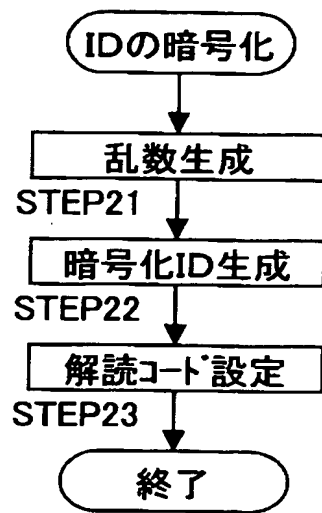 IDの暗号化
乱数生成
STEP21
暗号化ID生成
STEP22
解読ｺｰﾄﾞ設定
STEP23
終了